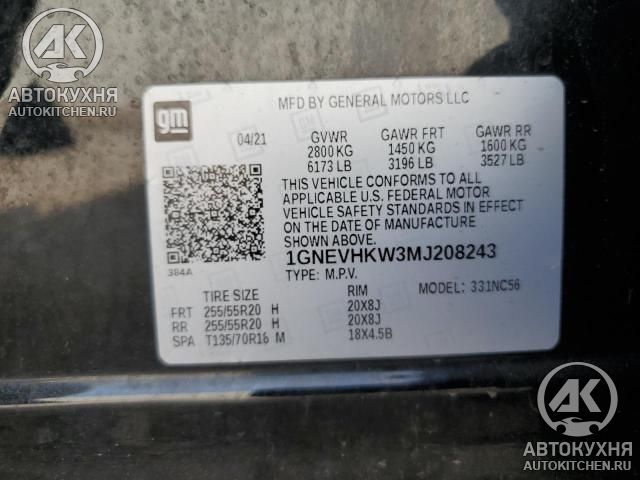 AK
АВТОКУХНЯ
AUTOKITCHEN.RU
gm
MFD BY GENERAL MOTORS LLC
04/21 GVWR GAWR FRT GAWR RR
2800 KG 1450 KG 1600 KG
6173 LB 3196 LB 3527 LB
THIS VEHICLE CONFORMS TO ALL
APPLICABLE U.S. FEDERAL MOTOR
VEHICLE SAFETY STANDARDS IN EFFECT
ON THE DATE OF MANUFACTURE
SHOWN ABOVE.
1GNEVHKW3MJ208243
384A
TYPE: M.P.V.
TIRE SIZE RIM MODEL: 331NC56
FRT 255/55R20 H 20X8J
RR 255/55R20 H 20X8J
SPA T135/70R18 M 18X4.5B
AK
АВТОКУХНЯ
AUTOKITCHEN.RU